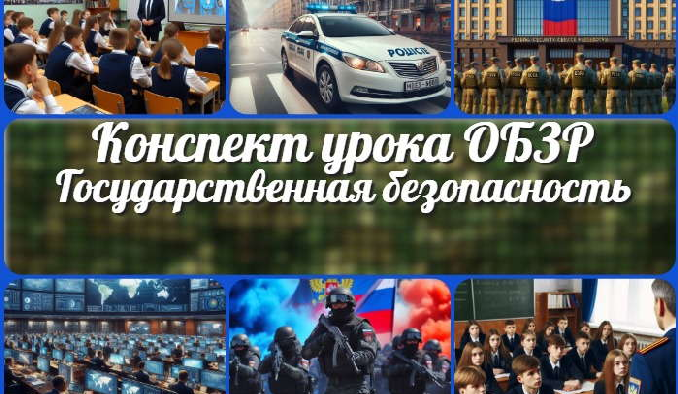 Конспект урока ОБЗР
Государственная безопасность